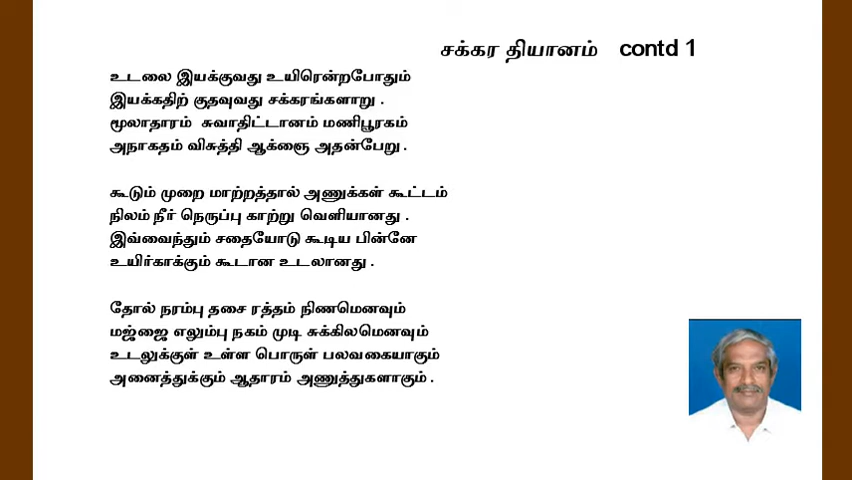 சக்கர தியானம் contd 1
உடலை இயக்குவது உயிரென்றபோதும்
இயக்கதிற் குதவுவது சக்கரங்களாறு .
மூலாதாரம் சுவாதிட்டானம் மணிபூரகம்
அநாகதம் விசுத்தி ஆக்ஞை அதன்பேறு .
கூடும் முறை மாற்றத்தால் அணுக்கள் கூட்டம்
நிலம் நீர் நெருப்பு காற்று வெளியானது .
இவ்வைந்தும் சதையோடு கூடிய பின்னே
உயிர்காக்கும் கூடான உடலானது .
தோல் நரம்பு தசை ரத்தம் நிணமெனவும்
மஜ்ஜை எலும்பு நகம் முடி சுக்கிலமெனவும்
உடலுக்குள் உள்ள பொருள் பலவகையாகும்
அனைத்துக்கும் ஆதாரம் அணுத்துகளாகும் .